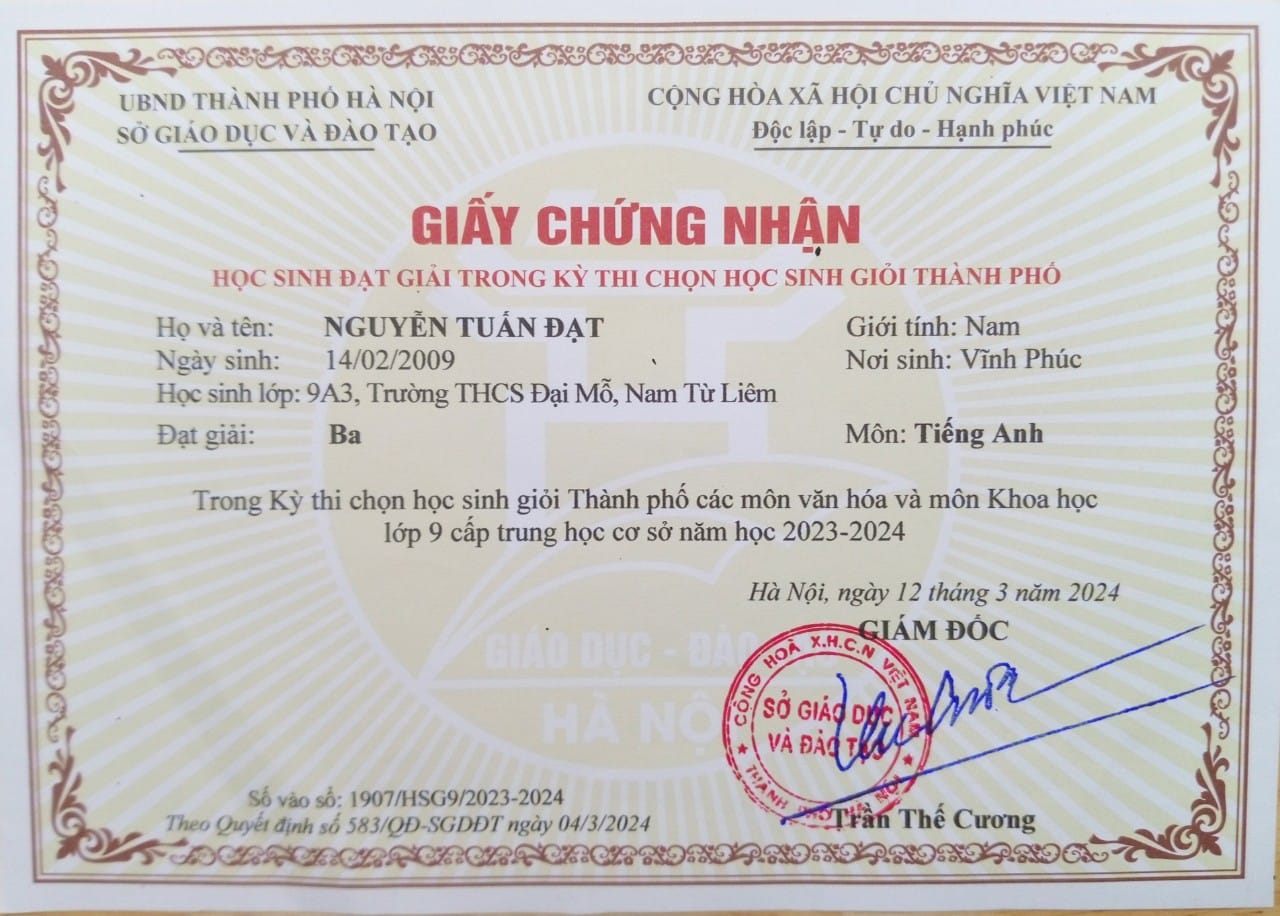 UBND THÀNH PHỐ HÀ NỘI
SỞ GIÁO DỤC VÀ ĐÀO TẠO
CỘNG HÒA XÃ HỘI CHỦ NGHĨA VIỆT NAM
Độc lập - Tự do - Hạnh phúc
GIẤY CHỨNG NHẬN
HỌC SINH ĐẠT GIẢI TRONG KỲ THI CHỌN HỌC SINH GIỎI THÀNH PHỐ
Họ và tên: NGUYỄN TUẤN ĐẠT Giới tính: Nam
Ngày sinh: 14/02/2009 Nơi sinh: Vĩnh Phúc
Học sinh lớp: 9A3, Trường THCS Đại Mỗ, Nam Từ Liêm
Đạt giải: Ba Môn: Tiếng Anh
Trong Kỳ thi chọn học sinh giỏi Thành phố các môn văn hóa và môn Khoa học
lớp 9 cấp trung học cơ sở năm học 2023-2024
Hà Nội, ngày 12 tháng 3 năm 2024
GIÁM ĐỐC
GIÁO DỤC - ĐÀO
HÀ NỘI
CỘNG HOÀ X.H.C.N VIỆT NAM
SỞ GIÁO DỤC
VÀ ĐÀO TẠO
THÀNH PHỐ HÀ NỘI
Trần Thế Cương
Số vào sổ: 1907/HSG9/2023-2024
Theo Quyết định số 583/QĐ-SGDĐT ngày 04/3/2024